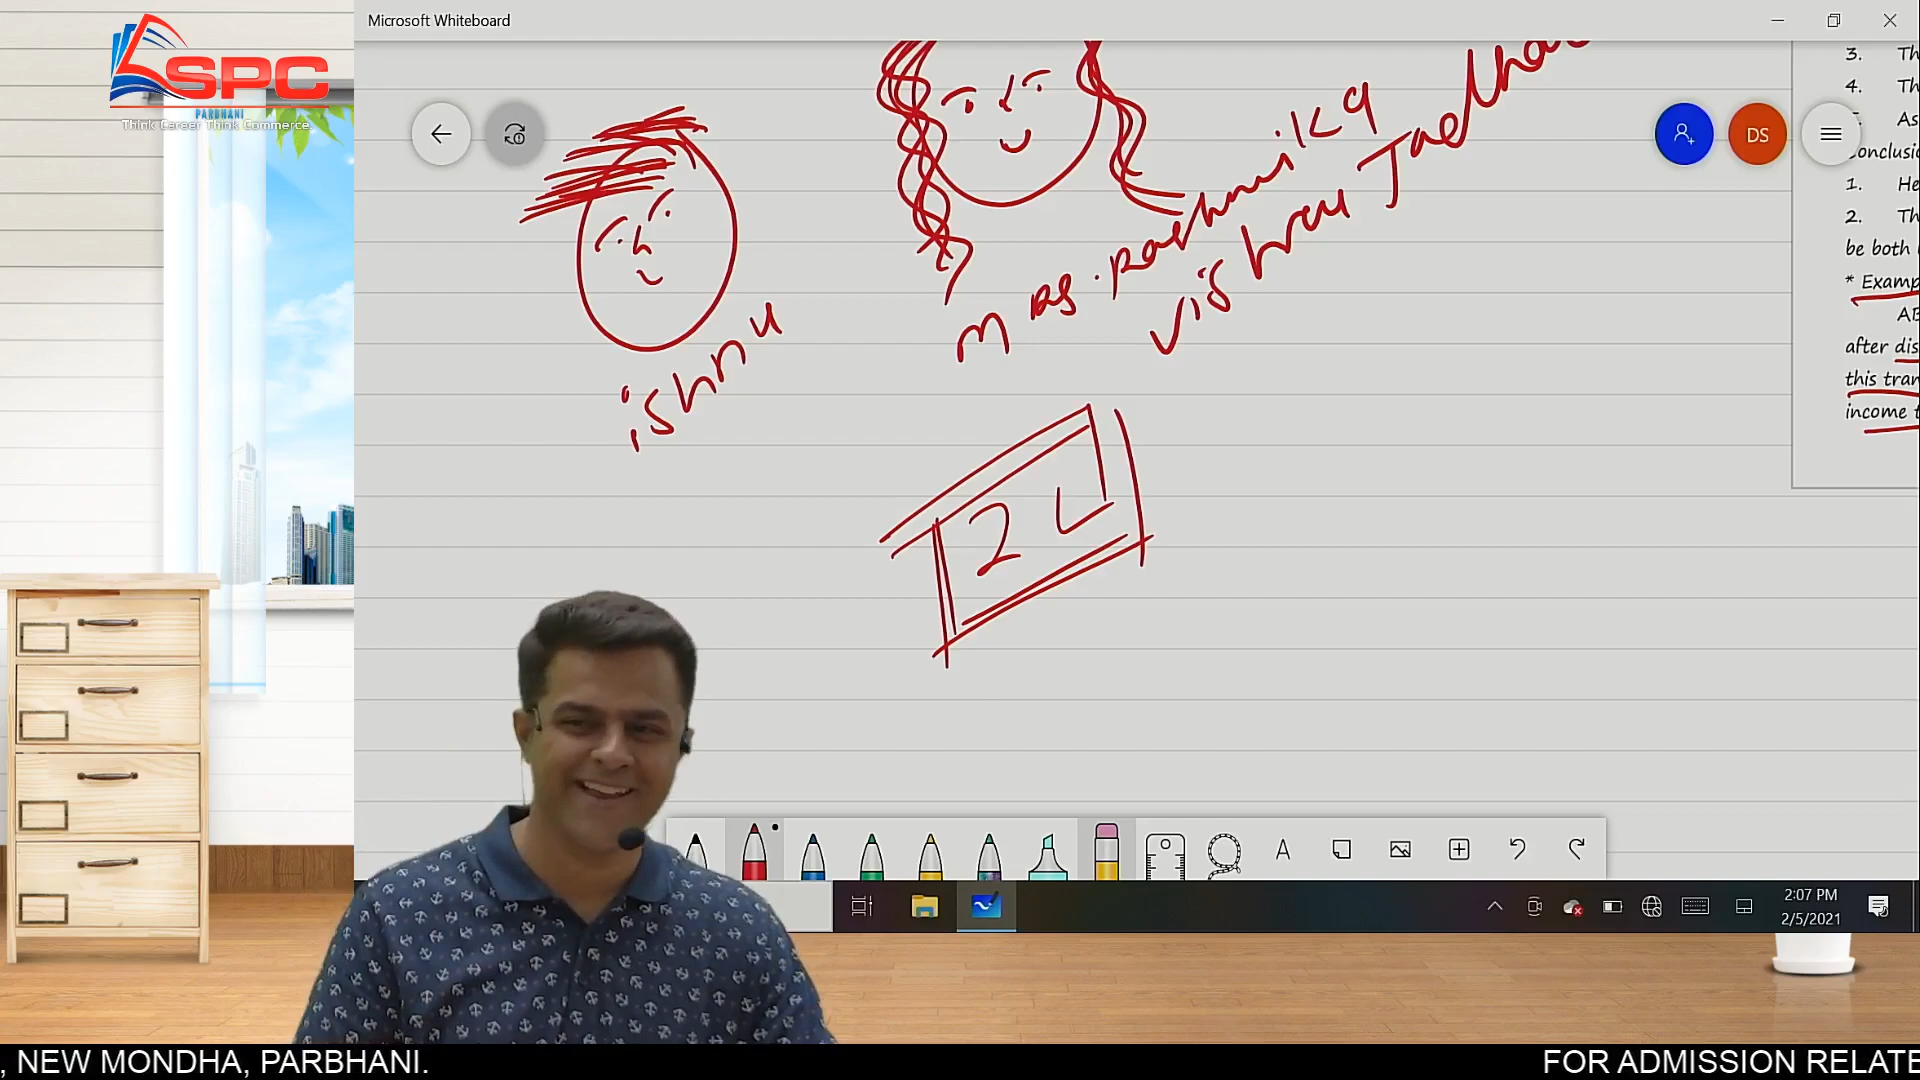 Microsoft Whiteboard
SPC
PARBHANI
Think Career Think Commerce.
DS
3. Th
4. Th
As
onclusi
1. He
2. Th
be both
* Examp
AB
after dis
this tran
income t
ishnu
mrs. Rashmika
vishnu Jadhav
2 L
A
2:07 PM
2/5/2021
, NEW MONDHA, PARBHANI.
FOR ADMISSION RELATE